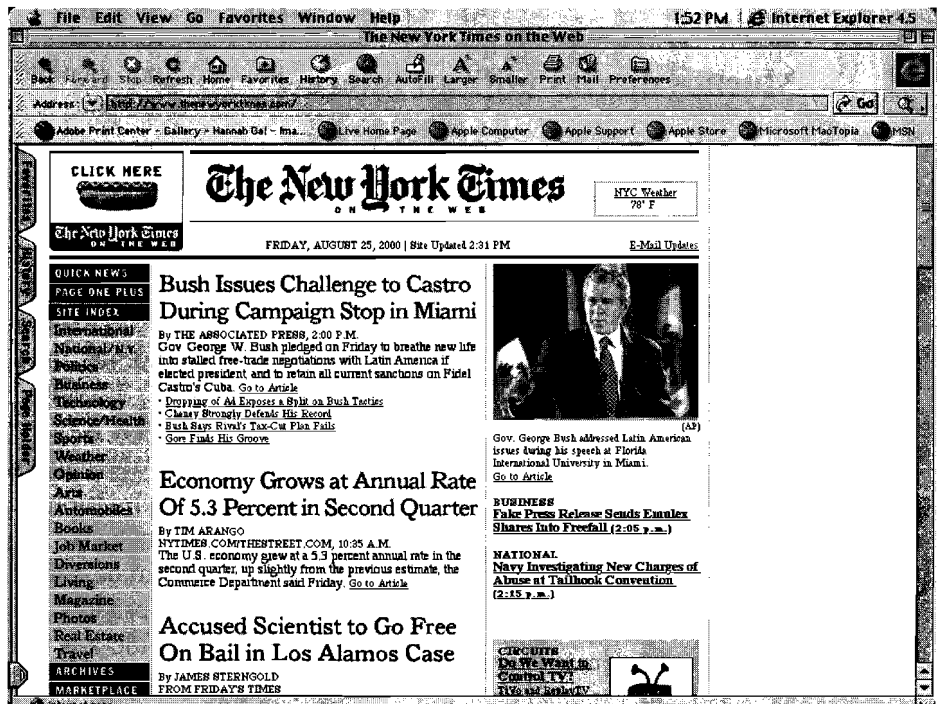 File Edit View Go Favorites Window Help 1:52 PM Internet Explorer 4.5
The New York Times on the Web
Back Forward Stop Refresh Home Favorites History Search AutoFill Larger Smaller Print Mail Preferences
Address: http://www.thenewyorktimes.com/ Go
Adobe Print Center - Gallery - Hannah Gal - Ima... Live Home Page Apple Computer Apple Support Apple Store Microsoft MacTopia MSN
Favorites
History
Search
Page Holder
CLICK HERE
The New York Times
ON THE WEB
The New York Times
ON THE WEB
NYC Weather
78° F
FRIDAY, AUGUST 25, 2000 | Site Updated 2:31 PM
E-Mail Updates
QUICK NEWS
PAGE ONE PLUS
SITE INDEX
International
National/N.Y.
Politics
Business
Technology
Science/Health
Sports
Weather
Opinion
Arts
Automobiles
Books
Job Market
Diversions
Living
Magazine
Photos
Real Estate
Travel
ARCHIVES
MARKETPLACE
Bush Issues Challenge to Castro
During Campaign Stop in Miami
By THE ASSOCIATED PRESS, 2:00 P.M.
Gov. George W. Bush pledged on Friday to breathe new life
into stalled free-trade negotiations with Latin America if
elected president and to retain all current sanctions on Fidel
Castro's Cuba. Go to Article
· Dropping of Ad Exposes a Split on Bush Tactics
· Cheney Strongly Defends His Record
· Bush Says Rival's Tax-Cut Plan Fails
· Gore Finds His Groove
Economy Grows at Annual Rate
Of 5.3 Percent in Second Quarter
By TIM ARANGO
NYTIMES.COM/THESTREET.COM, 10:35 A.M.
The U.S. economy grew at a 5.3 percent annual rate in the
second quarter, up slightly from the previous estimate, the
Commerce Department said Friday. Go to Article
Accused Scientist to Go Free
On Bail in Los Alamos Case
By JAMES STERNGOLD
FROM FRIDAY'S TIMES
(AP)
Gov. George Bush addressed Latin American
issues during his speech at Florida
International University in Miami.
Go to Article
BUSINESS
Fake Press Release Sends Emulex
Shares Into Freefall (2:05 p.m.)
NATIONAL
Navy Investigating New Charges of
Abuse at Tailhook Convention
(2:15 p.m.)
CIRCUITS
Do We Want to
Control TV?
TiVo and ReplayTV